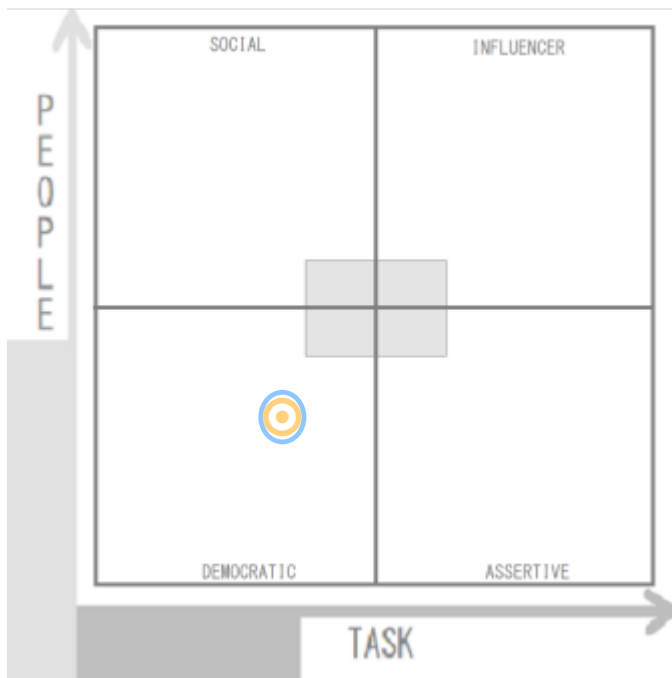 SOCIAL
INFLUENCER
PEOPLE
DEMOCRATIC
ASSERTIVE
TASK